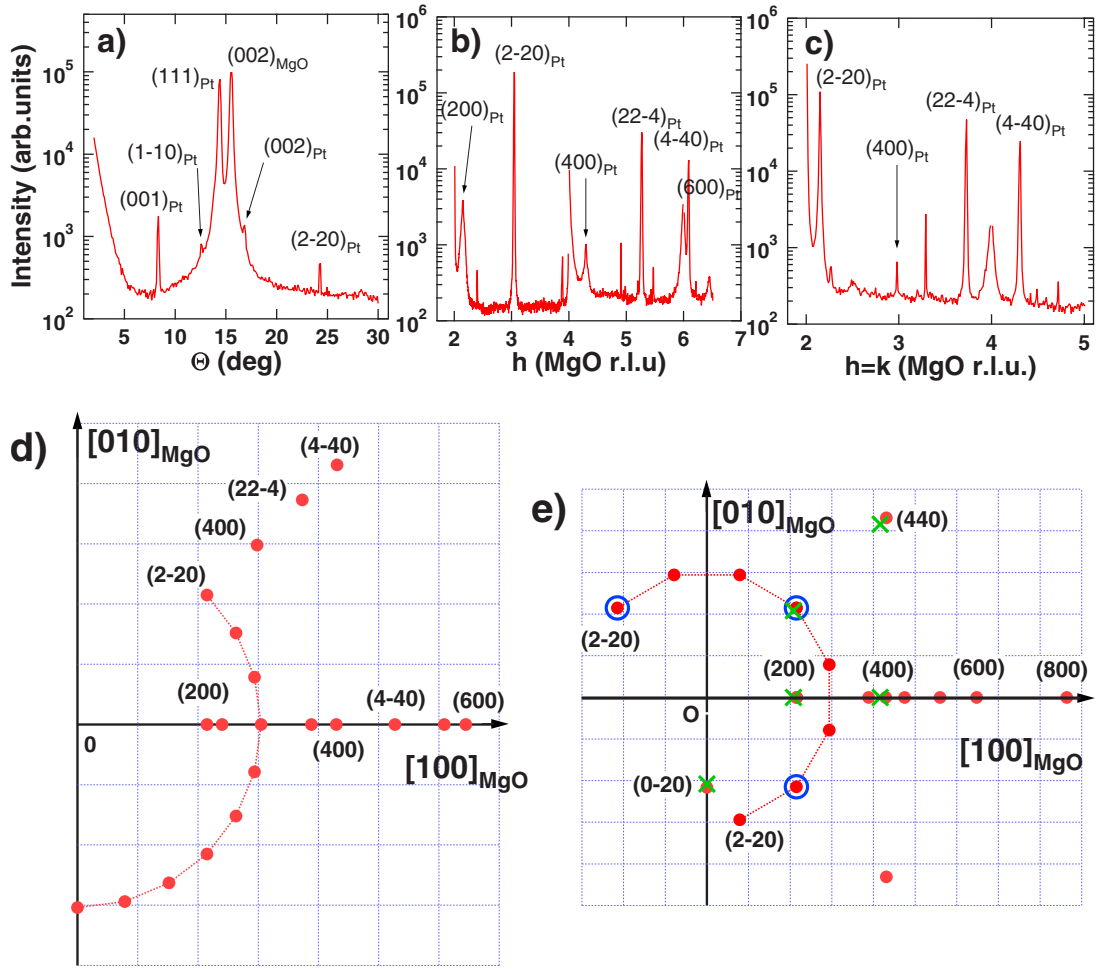 a)
(002)MgO
(111)Pt
(1-10)Pt
(002)Pt
(001)Pt
(2-20)Pt
Intensity (arb.units)
10^5
10^4
10^3
10^2
5
10
15
20
25
30
Θ (deg)
b)
(2-20)Pt
(200)Pt
(22-4)Pt
(4-40)Pt
(400)Pt
(600)Pt
10^6
10^5
10^4
10^3
10^2
2
3
4
5
6
7
h (MgO r.l.u)
c)
(2-20)Pt
(22-4)Pt
(4-40)Pt
(400)Pt
10^6
10^5
10^4
10^3
10^2
2
3
4
5
h=k (MgO r.l.u.)
d)
[010]MgO
(4-40)
(22-4)
(400)
(2-20)
(200)
(4-40)
(600)
0
(400)
[100]MgO
e)
[010]MgO
(440)
(2-20)
(200)
(400)
(600)
(800)
O
[100]MgO
(0-20)
(2-20)